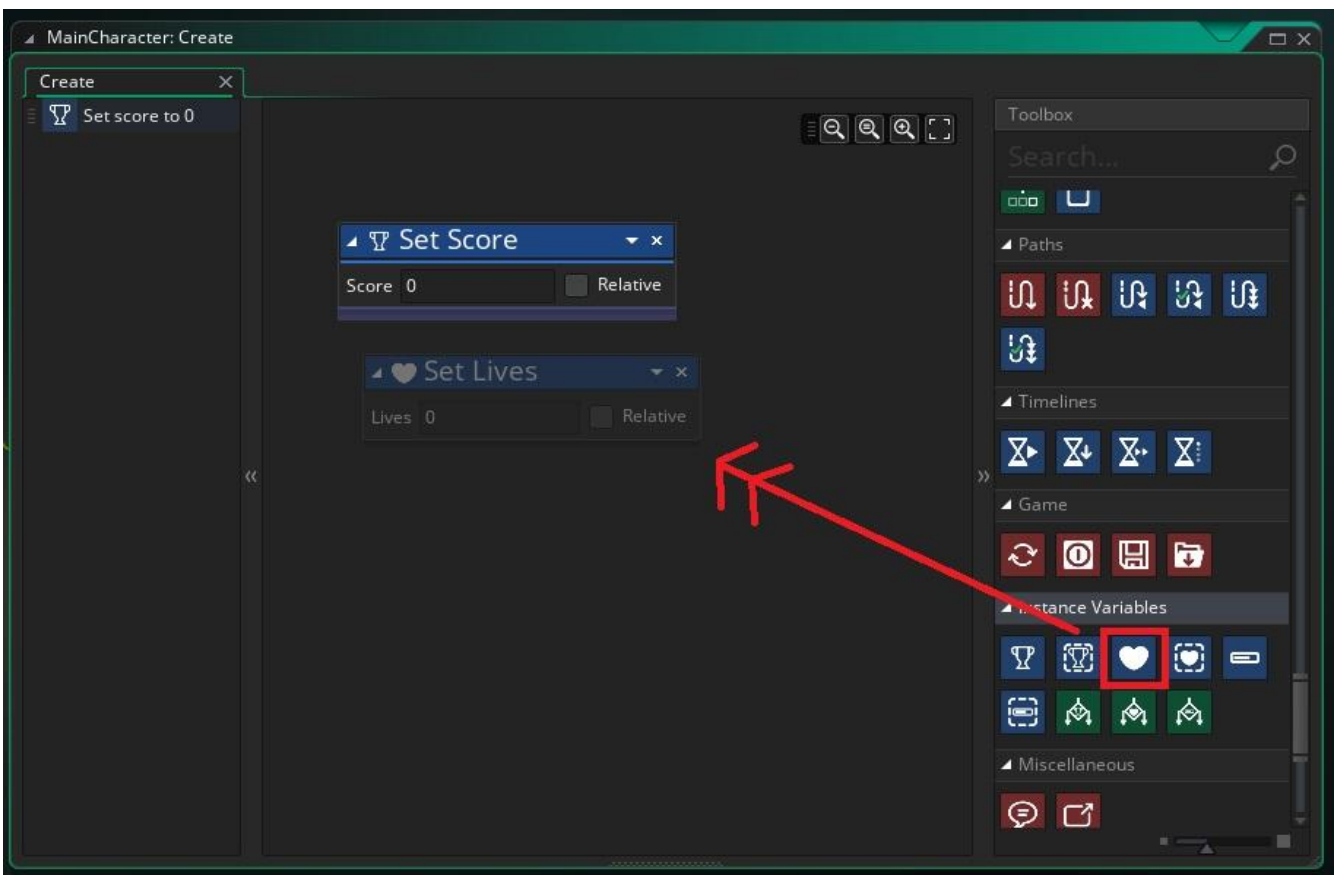 MainCharacter: Create
Create
Set score to 0
Set Score
Score 0 Relative
Set Lives
Lives 0 Relative
Toolbox
Search...
Paths
Timelines
Game
Instance Variables
Miscellaneous